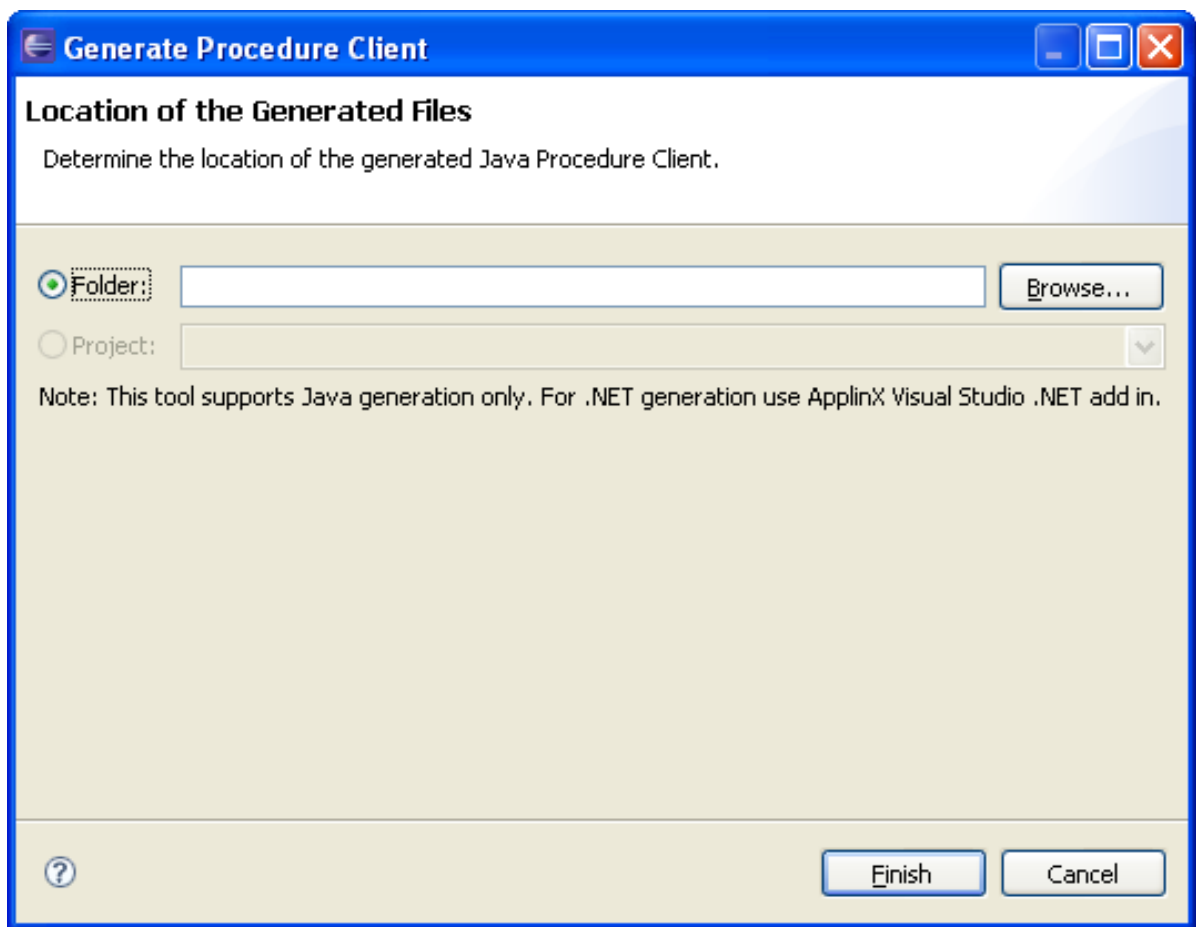 Generate Procedure Client
Location of the Generated Files
Determine the location of the generated Java Procedure Client.
Folder:
Browse...
Project:
Note: This tool supports Java generation only. For .NET generation use ApplinX Visual Studio .NET add in.
?
Finish
Cancel